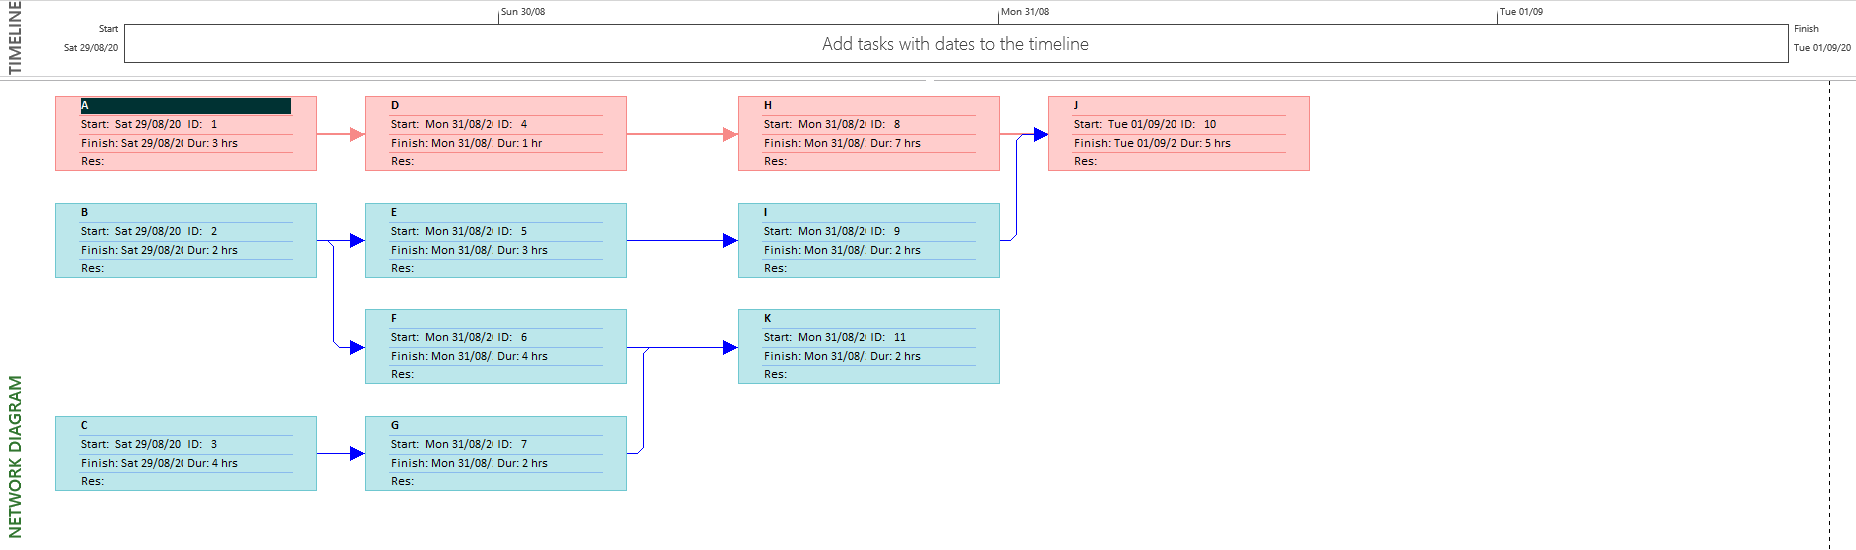 TIMELINE
Sun 30/08
Mon 31/08
Tue 01/09
Start
Sat 29/08/20
Add tasks with dates to the timeline
Finish
Tue 01/09/20
NETWORK DIAGRAM
A
Start: Sat 29/08/20 ID: 1
Finish: Sat 29/08/20 Dur: 3 hrs
Res:
D
Start: Mon 31/08/2 ID: 4
Finish: Mon 31/08/ Dur: 1 hr
Res:
H
Start: Mon 31/08/2 ID: 8
Finish: Mon 31/08/ Dur: 7 hrs
Res:
J
Start: Tue 01/09/20 ID: 10
Finish: Tue 01/09/2 Dur: 5 hrs
Res:
B
Start: Sat 29/08/20 ID: 2
Finish: Sat 29/08/20 Dur: 2 hrs
Res:
E
Start: Mon 31/08/2 ID: 5
Finish: Mon 31/08/ Dur: 3 hrs
Res:
I
Start: Mon 31/08/2 ID: 9
Finish: Mon 31/08/ Dur: 2 hrs
Res:
F
Start: Mon 31/08/2 ID: 6
Finish: Mon 31/08/ Dur: 4 hrs
Res:
K
Start: Mon 31/08/2 ID: 11
Finish: Mon 31/08/ Dur: 2 hrs
Res:
C
Start: Sat 29/08/20 ID: 3
Finish: Sat 29/08/20 Dur: 4 hrs
Res:
G
Start: Mon 31/08/2 ID: 7
Finish: Mon 31/08/ Dur: 2 hrs
Res: